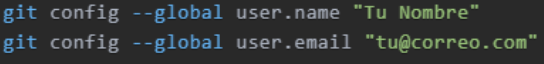 git config --global user.name "Tu Nombre"
git config --global user.email "tu@correo.com"